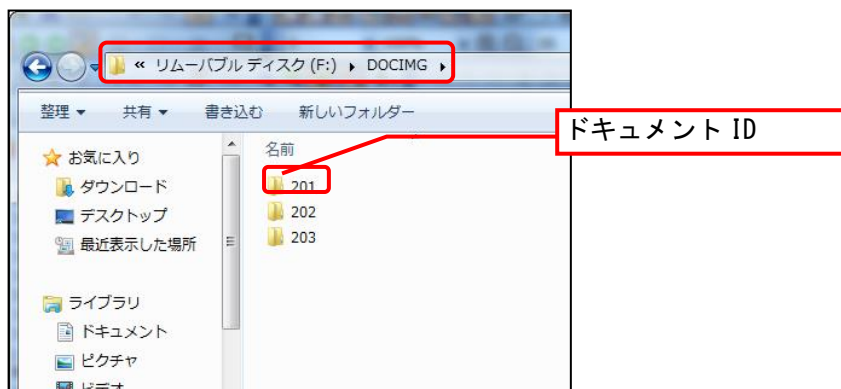 « リムーバブル ディスク (F:) ▸ DOCIMG ▸
整理 ▼ 共有 ▼ 書き込む 新しいフォルダー
ドキュメント ID
お気に入り
ダウンロード
デスクトップ
最近表示した場所
ライブラリ
ドキュメント
ピクチャ
ビデオ
名前
201
202
203